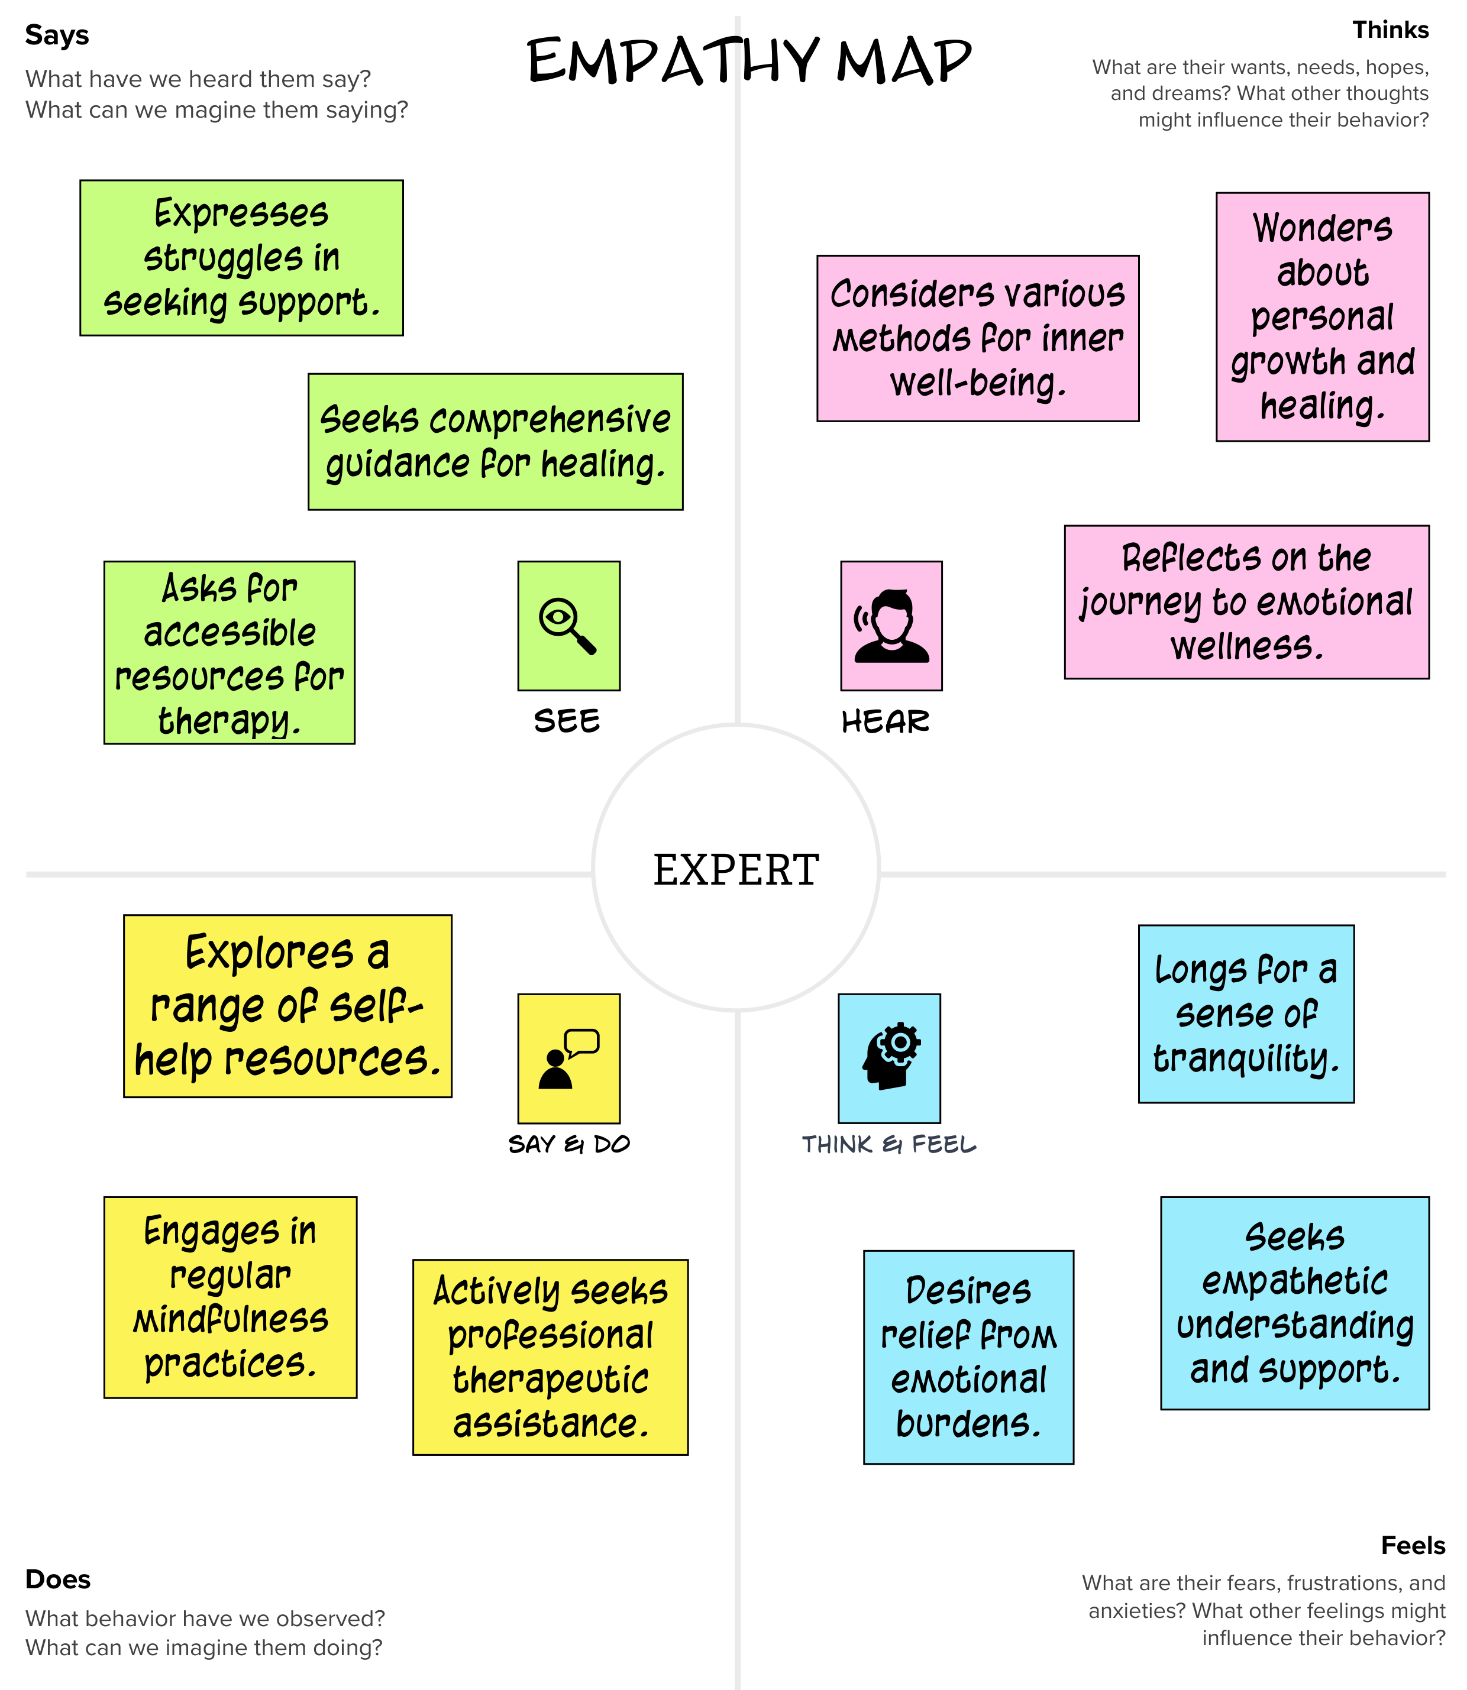 EMPATHY MAP
Says
What have we heard them say?
What can we magine them saying?
Expresses
struggles in
seeking support.
Seeks comprehensive
guidance for healing.
Asks for
accessible
resources for
therapy.
SEE
Thinks
What are their wants, needs, hopes,
and dreams? What other thoughts
might influence their behavior?
Considers various
methods for inner
well-being.
Wonders
about
personal
growth and
healing.
Reflects on the
journey to emotional
wellness.
HEAR
EXPERT
Explores a
range of self-
help resources.
SAY & DO
Engages in
regular
mindfulness
practices.
Actively seeks
professional
therapeutic
assistance.
Does
What behavior have we observed?
What can we imagine them doing?
THINK & FEEL
Longs for a
sense of
tranquility.
Desires
relief from
emotional
burdens.
Seeks
empathetic
understanding
and support.
Feels
What are their fears, frustrations, and
anxieties? What other feelings might
influence their behavior?